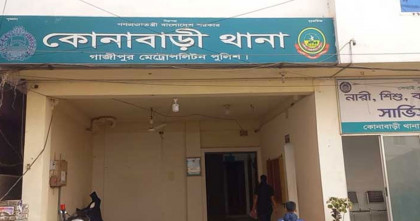 গণপ্রজাতন্ত্রী বাংলাদেশ সরকার
কোনাবাড়ী থানা
গাজীপুর মেট্রোপলিটন পুলিশ।
নারী, শিশু, ব
সার্ভি
কোনাবাড়ী থানা